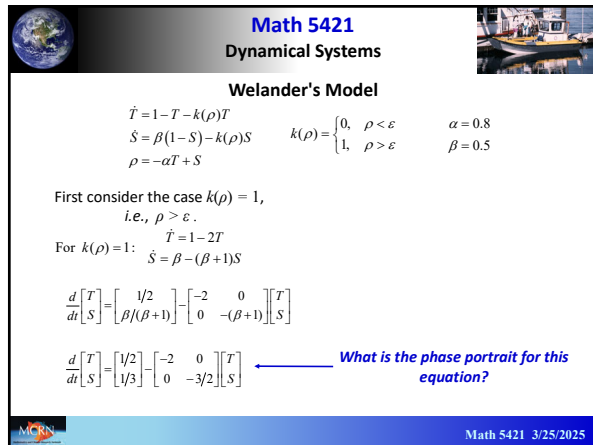 Math 5421
Dynamical Systems
Welander's Model
Ṫ = 1 − T − k(ρ)T
Ṡ = β(1 − S) − k(ρ)S
ρ = −αT + S
k(ρ) = {0, ρ < ε
1, ρ > ε
α = 0.8
β = 0.5
First consider the case k(ρ) = 1,
i.e., ρ > ε .
For k(ρ) = 1: Ṫ = 1 − 2T
Ṡ = β − (β + 1)S
d/dt [T; S] = [1/2; β/(β + 1)] − [−2 0; 0 −(β + 1)] [T; S]
d/dt [T; S] = [1/2; 1/3] − [−2 0; 0 −3/2] [T; S]
What is the phase portrait for this
equation?
MCRN
Math 5421 3/25/2025